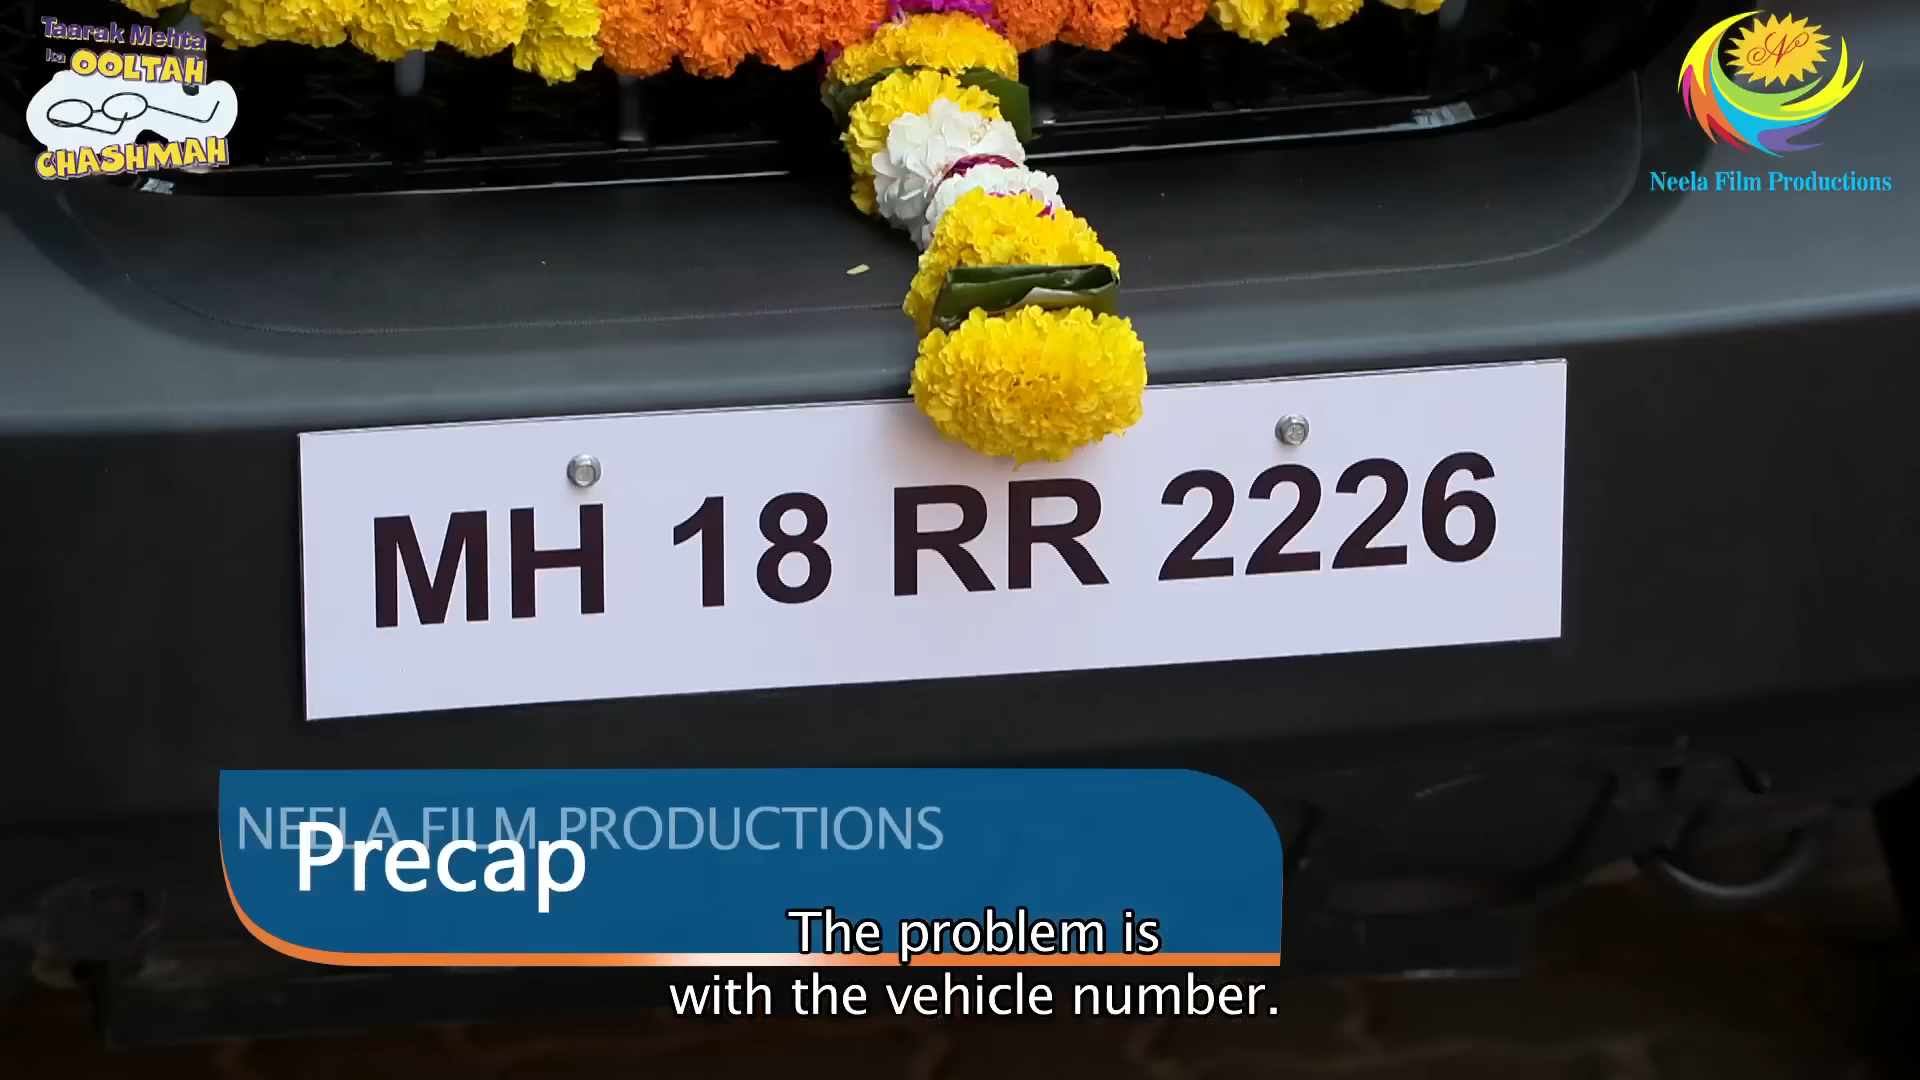 Taarak Mehta
ka OOLTAH
CHASHMAH
N
Neela Film Productions
MH 18 RR 2226
NEELA FILM PRODUCTIONS
Precap
The problem is
with the vehicle number.